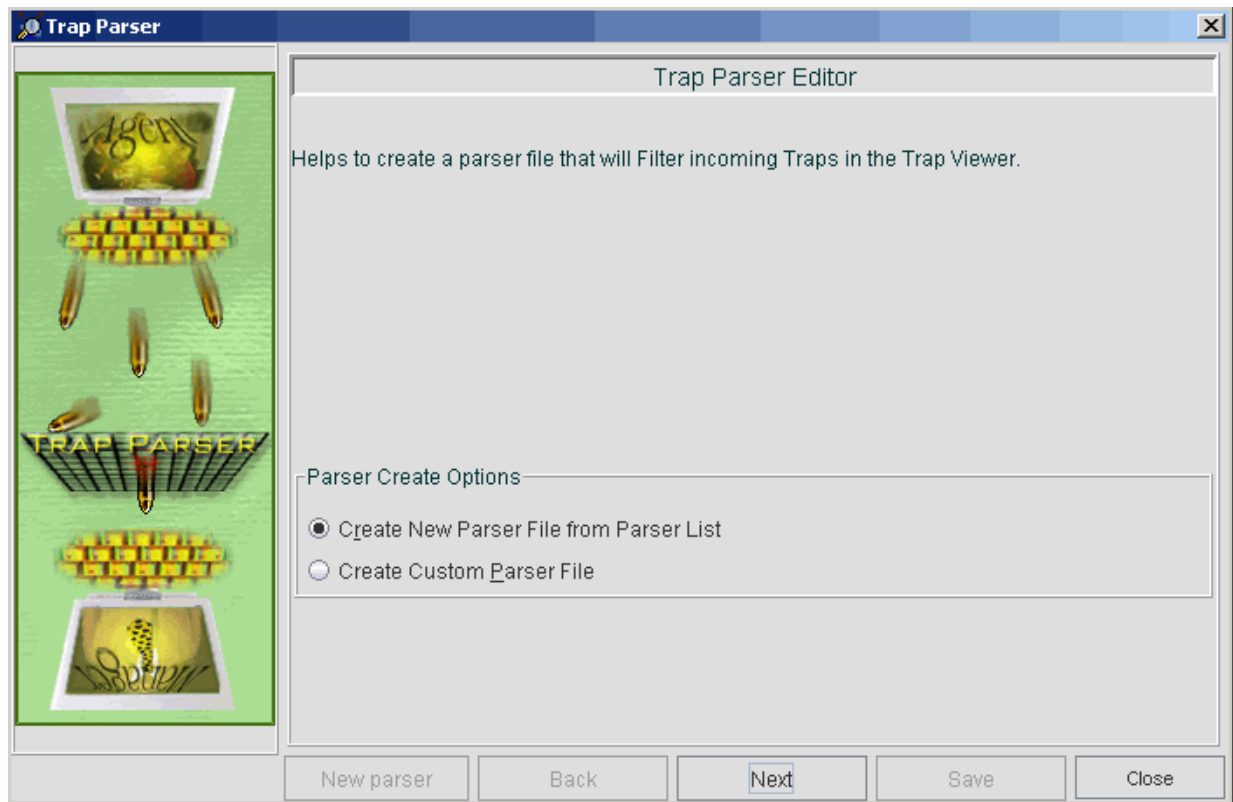 Trap Parser
Agent
TRAP PARSER
Manager
Trap Parser Editor
Helps to create a parser file that will Filter incoming Traps in the Trap Viewer.
Parser Create Options
Create New Parser File from Parser List
Create Custom Parser File
New parser
Back
Next
Save
Close